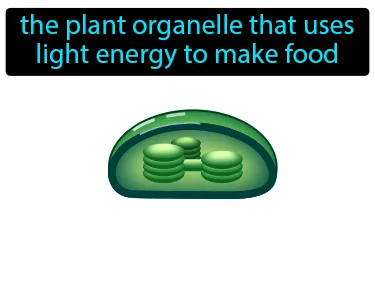 the plant organelle that uses
light energy to make food